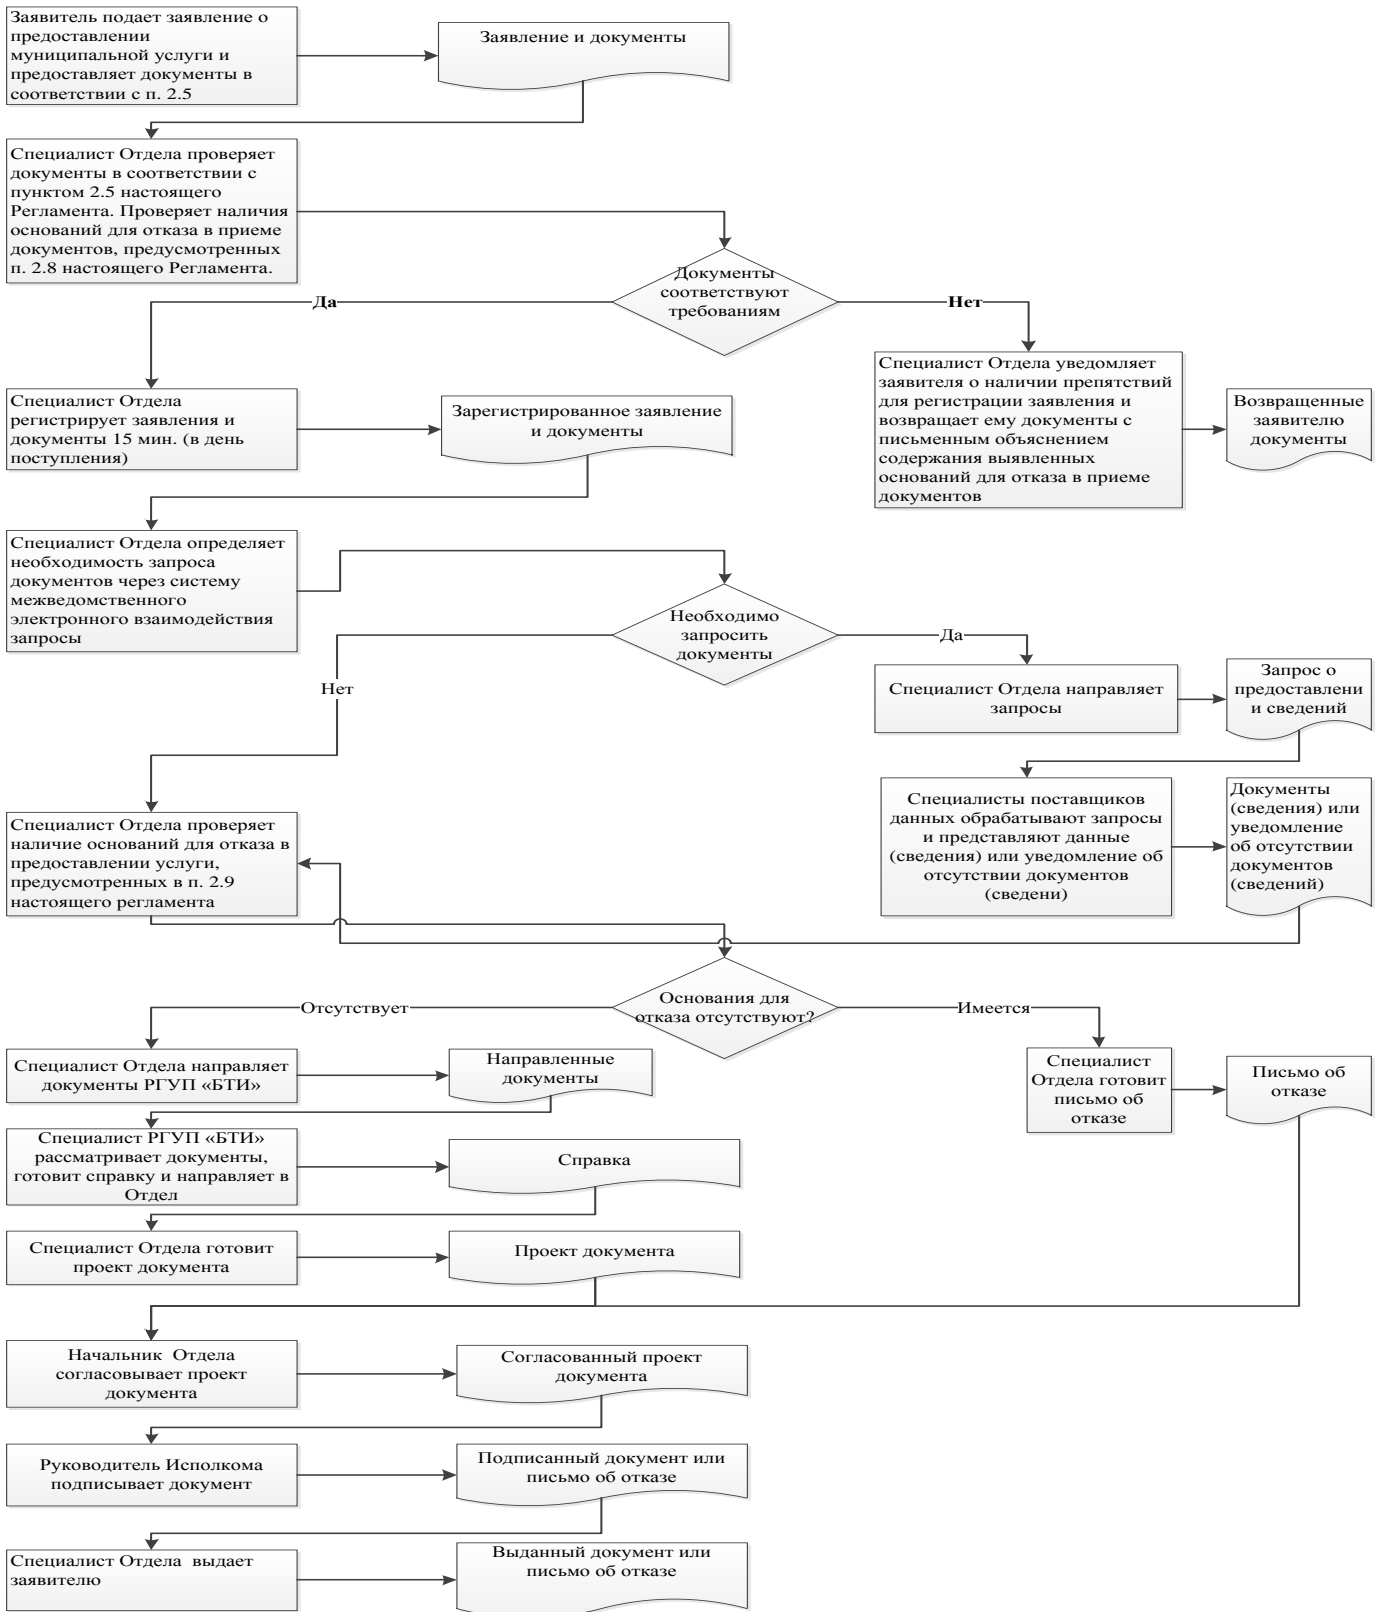 Заявитель подает заявление о
предоставлении
муниципальной услуги и
предоставляет документы в
соответствии с п. 2.5
Заявление и документы
Специалист Отдела проверяет
документы в соответствии с
пунктом 2.5 настоящего
Регламента. Проверяет наличия
оснований для отказа в приеме
документов, предусмотренных
п. 2.8 настоящего Регламента.
Документы
соответствуют
требованиям
Да
Нет
Специалист Отдела
регистрирует заявления и
документы 15 мин. (в день
поступления)
Зарегистрированное заявление
и документы
Специалист Отдела уведомляет
заявителя о наличии препятствий
для регистрации заявления и
возвращает ему документы с
письменным объяснением
содержания выявленных
оснований для отказа в приеме
документов
Возвращенные
заявителю
документы
Специалист Отдела определяет
необходимость запроса
документов через систему
межведомственного
электронного взаимодействия
запросы
Необходимо
запросить
документы
Да
Нет
Специалист Отдела направляет
запросы
Запрос о
предоставлени
и сведений
Специалисты поставщиков
данных обрабатывают запросы
и представляют данные
(сведения) или уведомление об
отсутствии документов
(сведени)
Документы
(сведения) или
уведомление
об отсутствии
документов
(сведений)
Специалист Отдела проверяет
наличие оснований для отказа в
предоставлении услуги,
предусмотренных в п. 2.9
настоящего регламента
Основания для
отказа отсутствуют?
Отсутствует
Имеется
Специалист Отдела направляет
документы РГУП «БТИ»
Направленные
документы
Специалист
Отдела готовит
письмо об
отказе
Письмо об
отказе
Специалист РГУП «БТИ»
рассматривает документы,
готовит справку и направляет в
Отдел
Справка
Специалист Отдела готовит
проект документа
Проект документа
Начальник  Отдела
согласовывает проект
документа
Согласованный проект
документа
Руководитель Исполкома
подписывает документ
Подписанный документ или
письмо об отказе
Специалист Отдела  выдает
заявителю
Выданный документ или
письмо об отказе